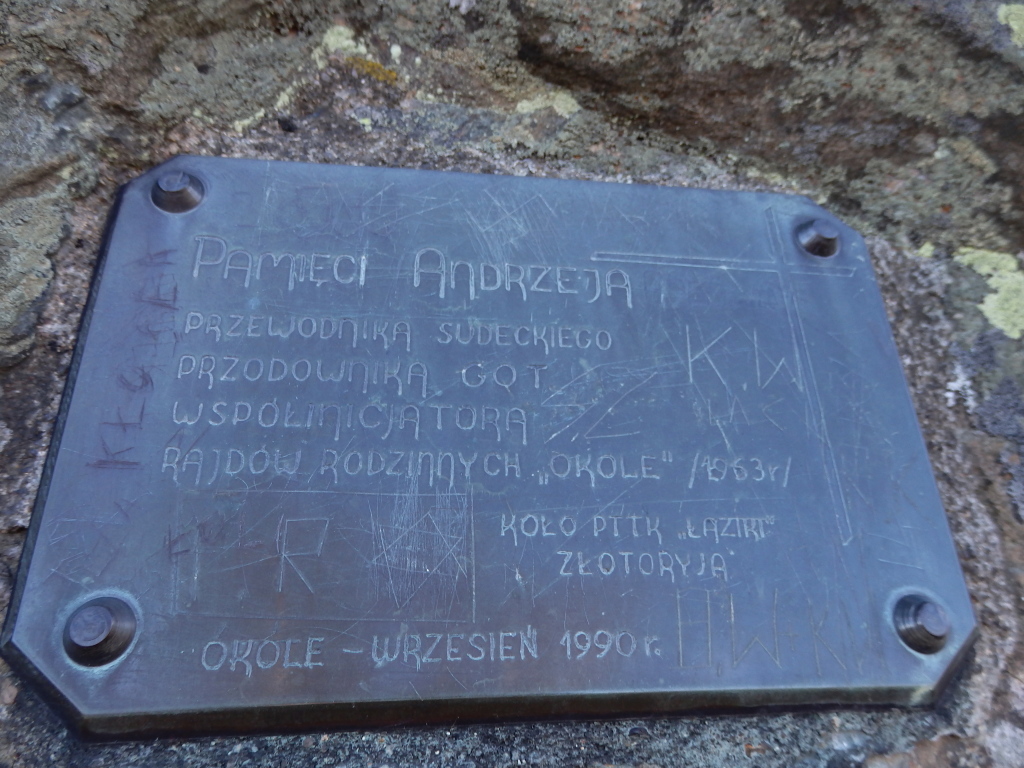 PAMIĘCI ANDRZEJA
PRZEWODNIKA SUDECKIEGO
PRZODOWNIKA GOT
WSPÓŁINICJATORA
RAJDÓW RODZINNYCH „OKOLE” /1963r/
KOŁO PTTK „ŁAZIKI”
ZŁOTORYJA
OKOLE – WRZESIEŃ 1990 r.
K.W
R